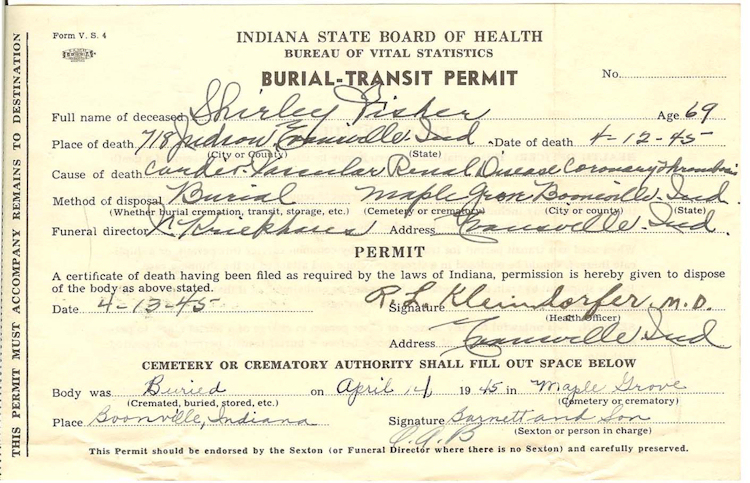 Form V. S. 4
INDIANA STATE BOARD OF HEALTH
BUREAU OF VITAL STATISTICS
BURIAL-TRANSIT PERMIT
No.
Full name of deceased Shirley Fisher Age 69
Place of death 718 Judson Evansville Ind. Date of death 4-12-45
(City or County) (State)
Cause of death Vascular Renal Disease Coronary Thrombosis
Method of disposal Burial Maple Grove Boonville, Ind
(Whether burial cremation, transit, storage, etc.) (Cemetery or crematory) (City or county) (State)
Funeral director Address Evansville, Ind.
PERMIT
A certificate of death having been filed as required by the laws of Indiana, permission is hereby given to dispose
of the body as above stated.
Date 4-13-45 Signature R. L. Kleindorfer, M.D.
(Health Officer)
Address Evansville Ind
CEMETERY OR CREMATORY AUTHORITY SHALL FILL OUT SPACE BELOW
Body was Buried on April 14, 1945 in Maple Grove
(Cremated, buried, stored, etc.) (Cemetery or crematory)
Place Boonville, Indiana Signature Barnett and Son
(Sexton or person in charge)
This Permit should be endorsed by the Sexton (or Funeral Director where there is no Sexton) and carefully preserved.
THIS PERMIT MUST ACCOMPANY REMAINS TO DESTINATION